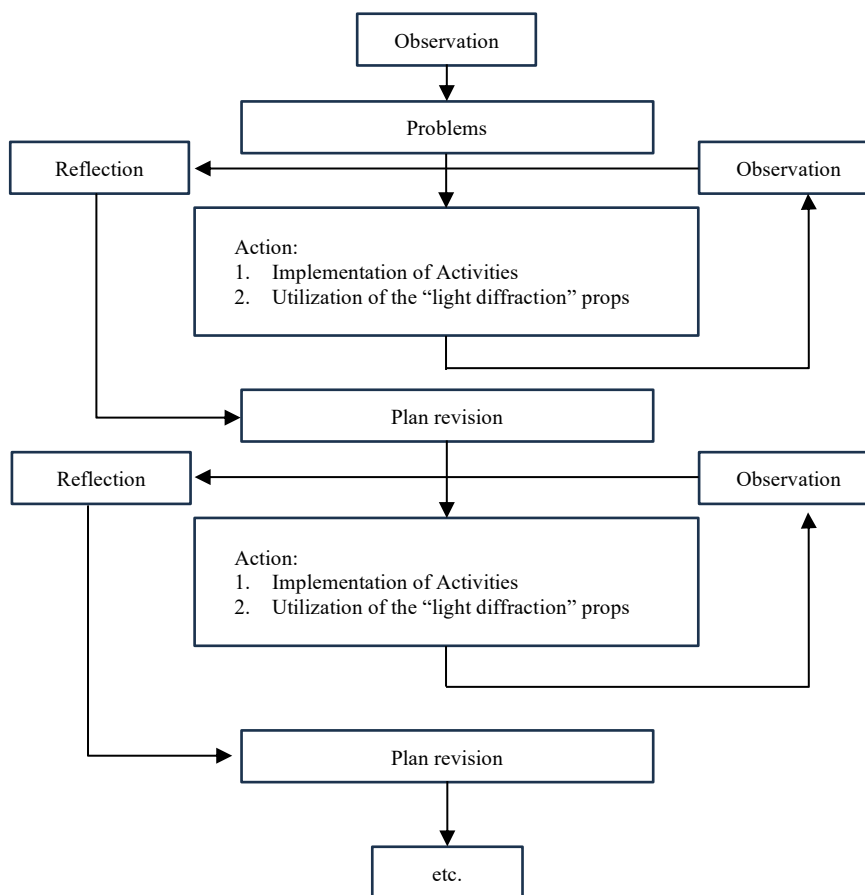 Observation
Problems
Reflection
Observation
Action:
1. Implementation of Activities
2. Utilization of the “light diffraction” props
Plan revision
Reflection
Observation
Action:
1. Implementation of Activities
2. Utilization of the “light diffraction” props
Plan revision
etc.